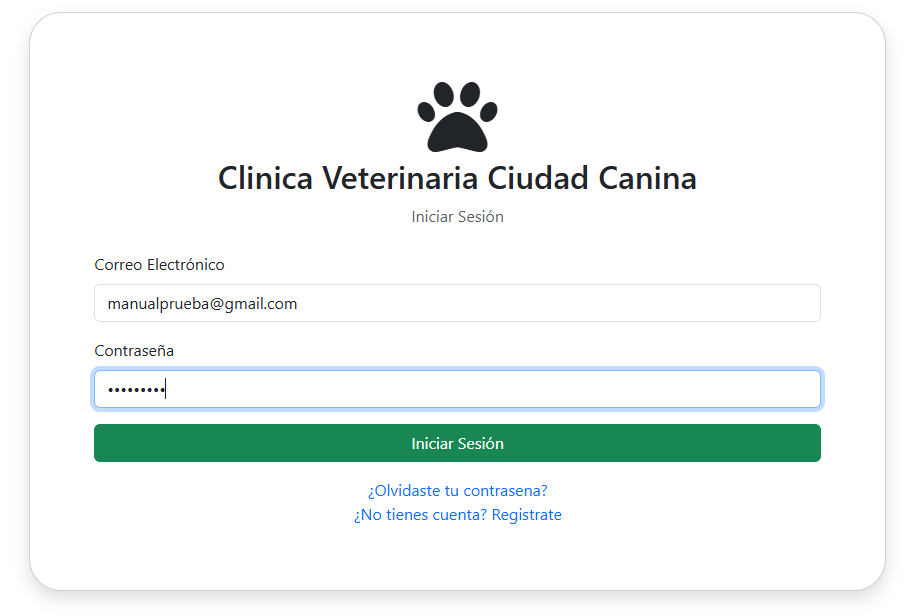 Clinica Veterinaria Ciudad Canina
Iniciar Sesión
Correo Electrónico
manualprueba@gmail.com
Contraseña
•••••••••
Iniciar Sesión
¿Olvidaste tu contrasena?
¿No tienes cuenta? Registrate